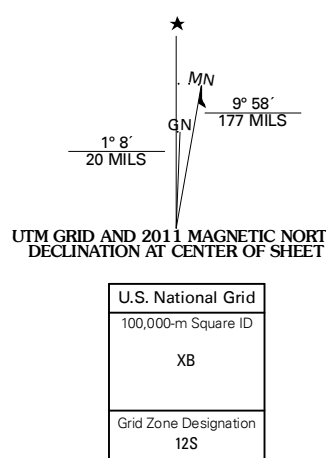 ★
MN
GN
9° 58´
177 MILS
1° 8´
20 MILS
UTM GRID AND 2011 MAGNETIC NORT
DECLINATION AT CENTER OF SHEET
U.S. National Grid
100,000-m Square ID
XB
Grid Zone Designation
12S